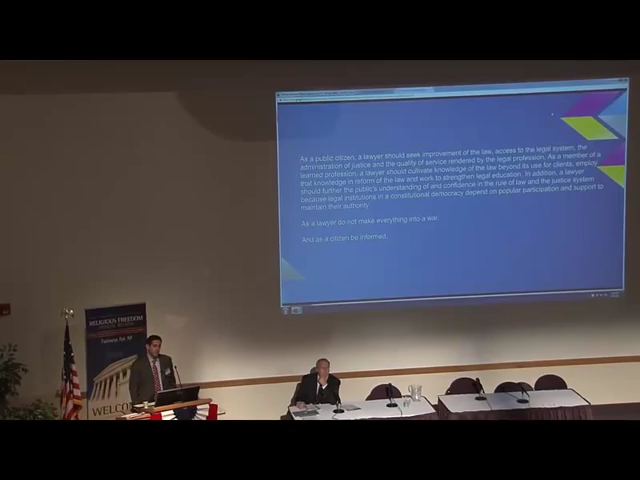 As a public citizen, a lawyer should seek improvement of the law, access to the legal system, the
administration of justice and the quality of service rendered by the legal profession. As a member of a
learned profession, a lawyer should cultivate knowledge of the law beyond its use for clients, employ
that knowledge in reform of the law and work to strengthen legal education. In addition, a lawyer
should further the public's understanding of and confidence in the rule of law and the justice system
because legal institutions in a constitutional democracy depend on popular participation and support to
maintain their authority.
As a lawyer do not make everything into a war.
And as a citizen be informed.
RELIGIOUS FREEDOM
Fairness For All
WELCO